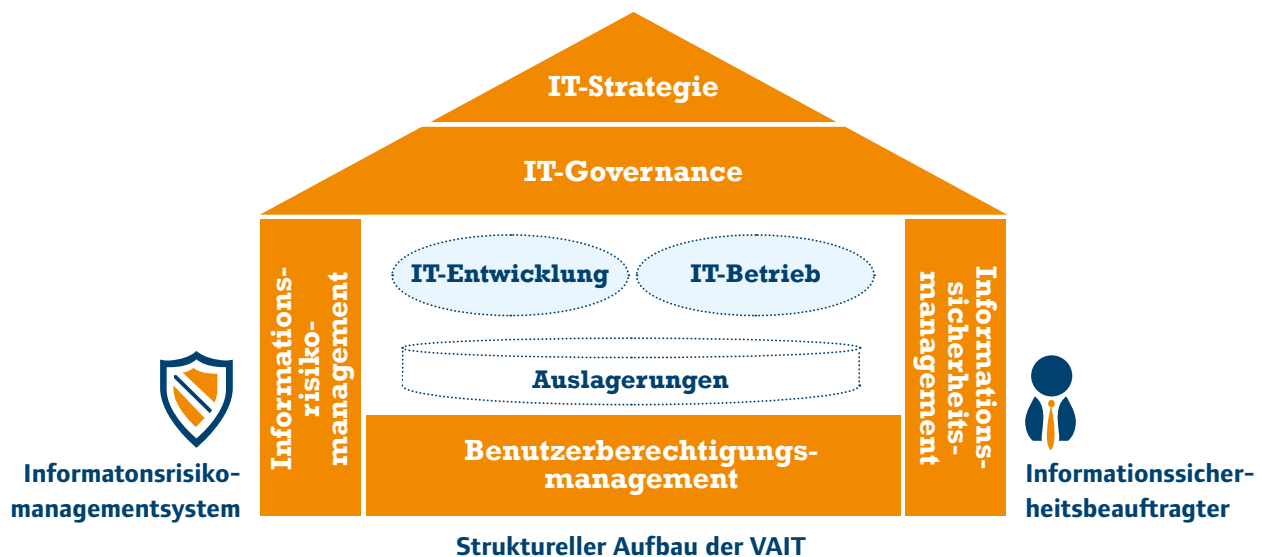 IT-Strategie
IT-Governance
Informations-
risiko-
management
IT-Entwicklung
IT-Betrieb
Auslagerungen
Benutzerberechtigungs-
management
Informations-
sicherheits-
management
Informatonsrisiko-
managementsystem
Informationssicher-
heitsbeauftragter
Struktureller Aufbau der VAIT